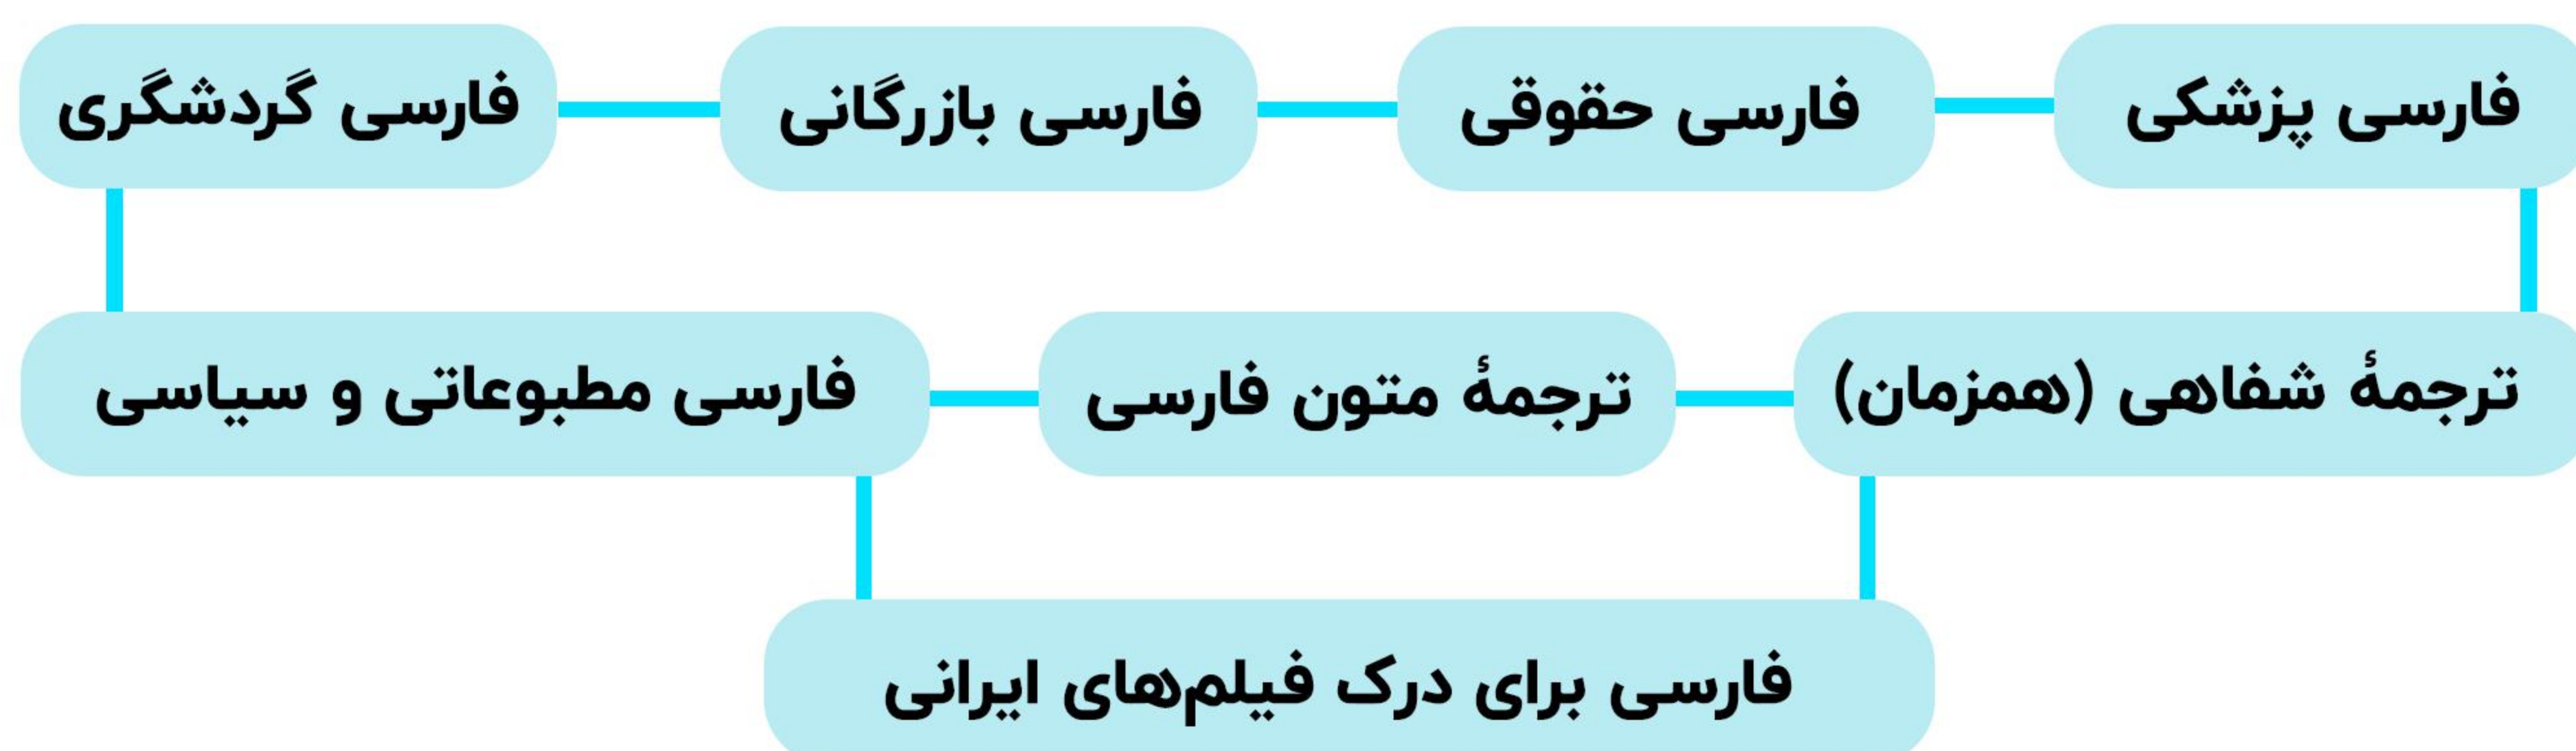 فارسی پزشکی
فارسی حقوقی
فارسی بازرگانی
فارسی گردشگری
ترجمهٔ شفاهی (همزمان)
ترجمهٔ متون فارسی
فارسی مطبوعاتی و سیاسی
فارسی برای درک فیلم‌های ایرانی